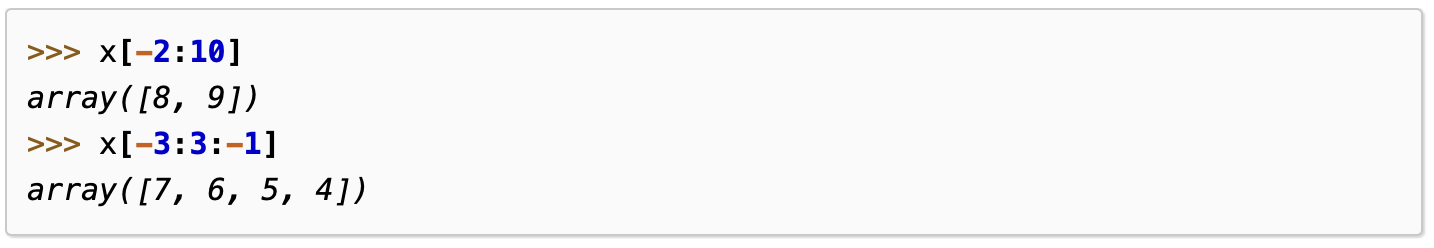 >>> x[-2:10]
array([8, 9])
>>> x[-3:3:-1]
array([7, 6, 5, 4])